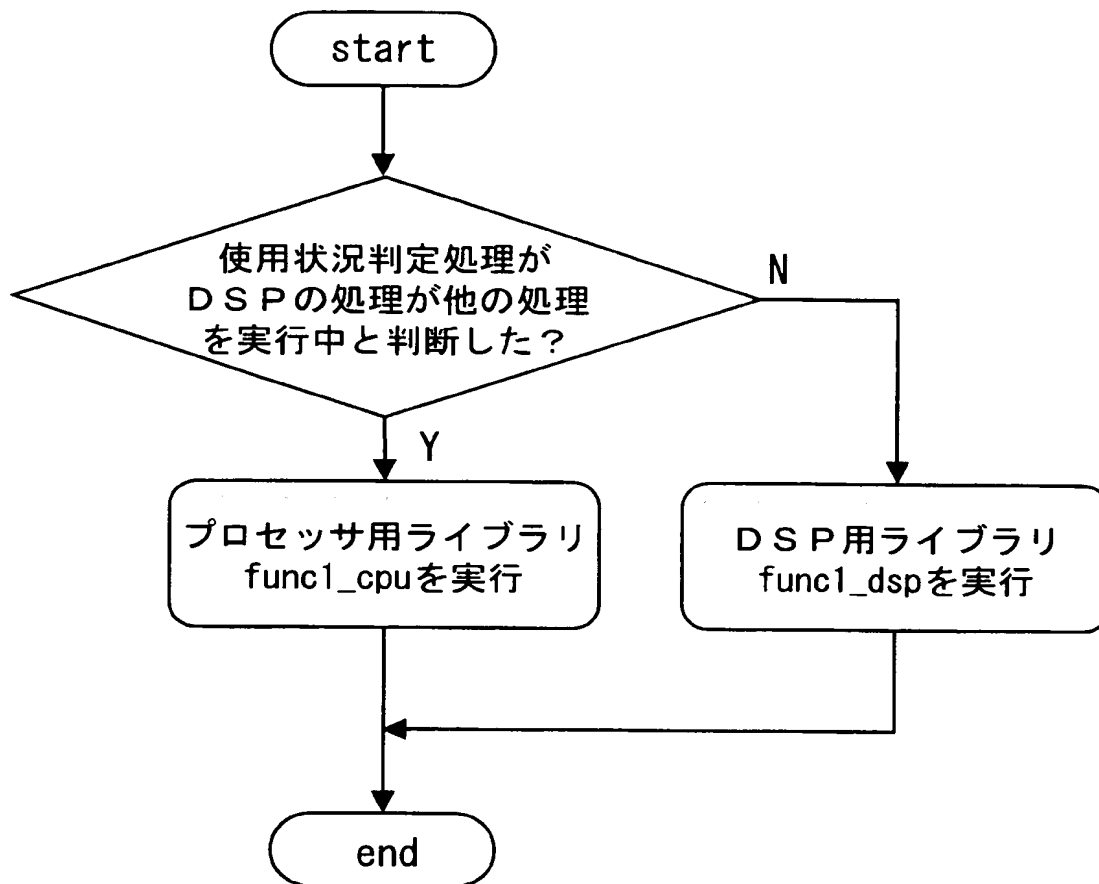 start
使用状況判定処理が
DSPの処理が他の処理
を実行中と判断した?
N
Y
プロセッサ用ライブラリ
func1_cpuを実行
DSP用ライブラリ
func1_dspを実行
end